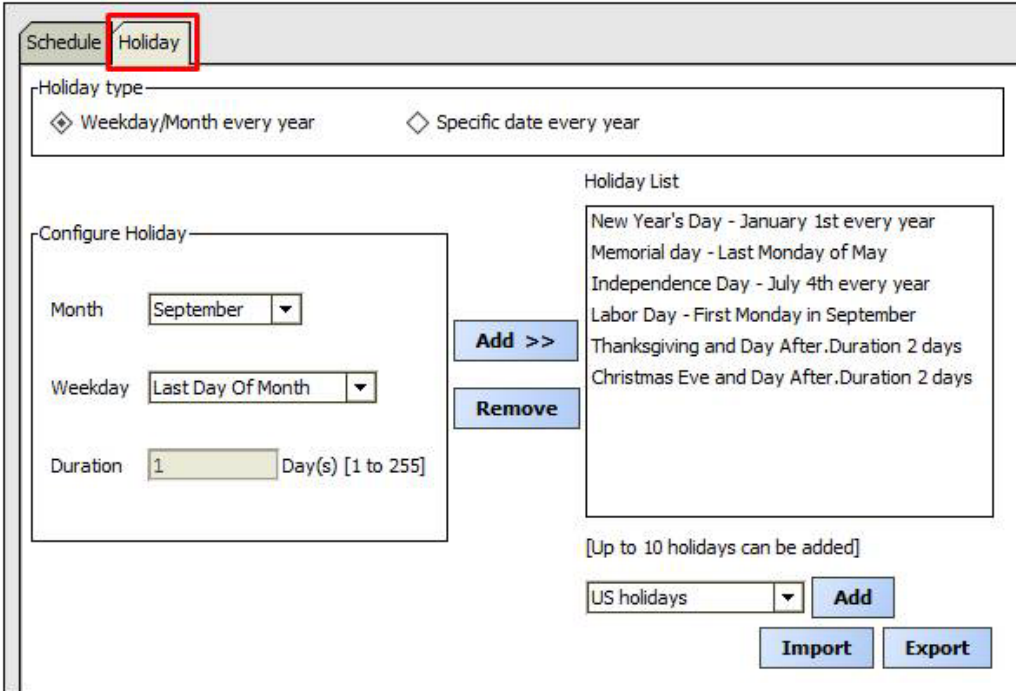 Schedule Holiday
Holiday type
Weekday/Month every year Specific date every year
Configure Holiday
Month September
Weekday Last Day Of Month
Duration 1 Day(s) [1 to 255]
Add >>
Remove
Holiday List
New Year's Day - January 1st every year
Memorial day - Last Monday of May
Independence Day - July 4th every year
Labor Day - First Monday in September
Thanksgiving and Day After.Duration 2 days
Christmas Eve and Day After.Duration 2 days
[Up to 10 holidays can be added]
US holidays Add
Import Export